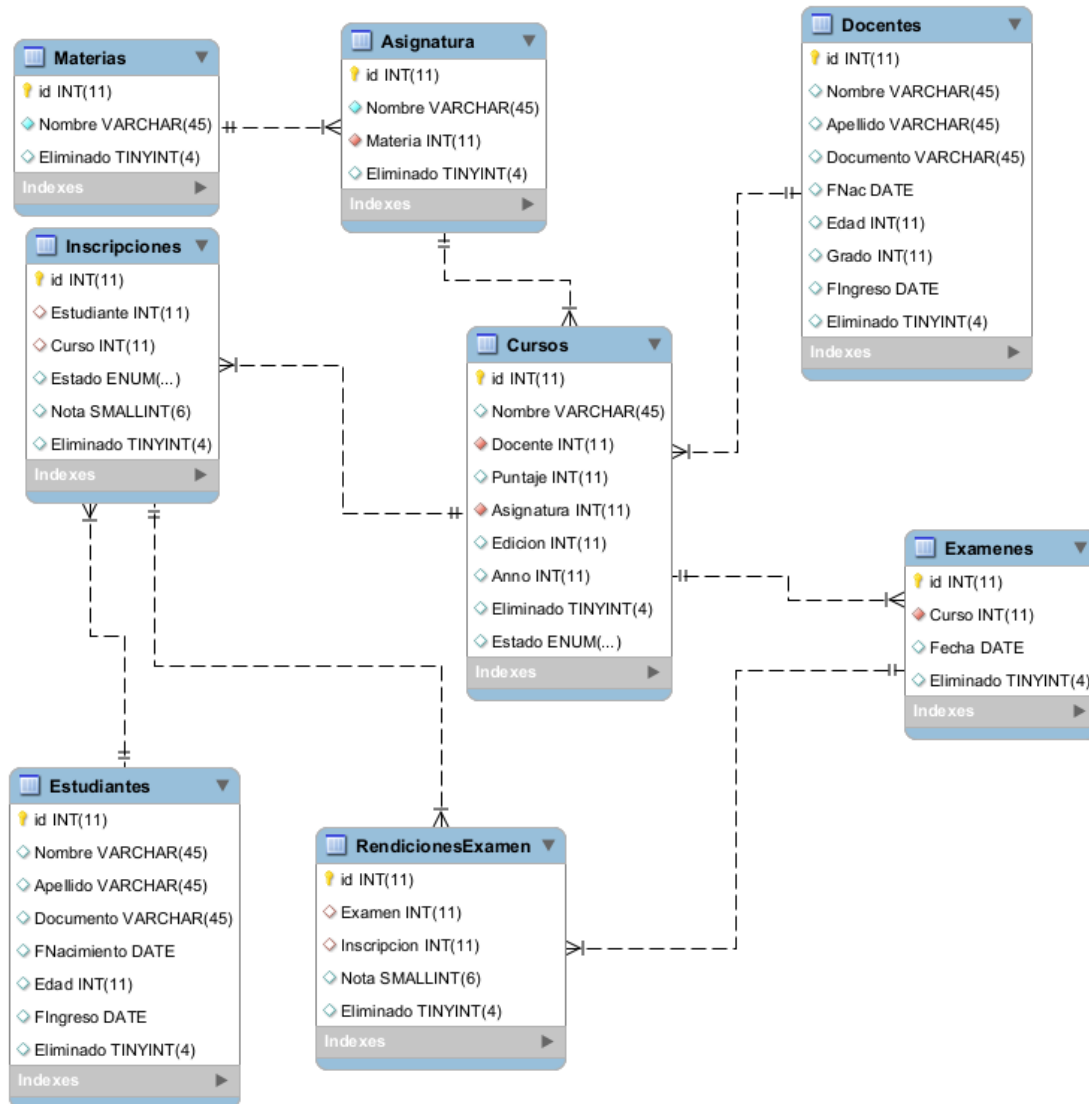 Materias
id INT(11)
Nombre VARCHAR(45)
Eliminado TINYINT(4)
Indexes
Asignatura
id INT(11)
Nombre VARCHAR(45)
Materia INT(11)
Eliminado TINYINT(4)
Indexes
Docentes
id INT(11)
Nombre VARCHAR(45)
Apellido VARCHAR(45)
Documento VARCHAR(45)
FNac DATE
Edad INT(11)
Grado INT(11)
FIngreso DATE
Eliminado TINYINT(4)
Indexes
Inscripciones
id INT(11)
Estudiante INT(11)
Curso INT(11)
Estado ENUM(...)
Nota SMALLINT(6)
Eliminado TINYINT(4)
Indexes
Cursos
id INT(11)
Nombre VARCHAR(45)
Docente INT(11)
Puntaje INT(11)
Asignatura INT(11)
Edicion INT(11)
Anno INT(11)
Eliminado TINYINT(4)
Estado ENUM(...)
Indexes
Examenes
id INT(11)
Curso INT(11)
Fecha DATE
Eliminado TINYINT(4)
Indexes
Estudiantes
id INT(11)
Nombre VARCHAR(45)
Apellido VARCHAR(45)
Documento VARCHAR(45)
FNacimiento DATE
Edad INT(11)
FIngreso DATE
Eliminado TINYINT(4)
Indexes
RendicionesExamen
id INT(11)
Examen INT(11)
Inscripcion INT(11)
Nota SMALLINT(6)
Eliminado TINYINT(4)
Indexes